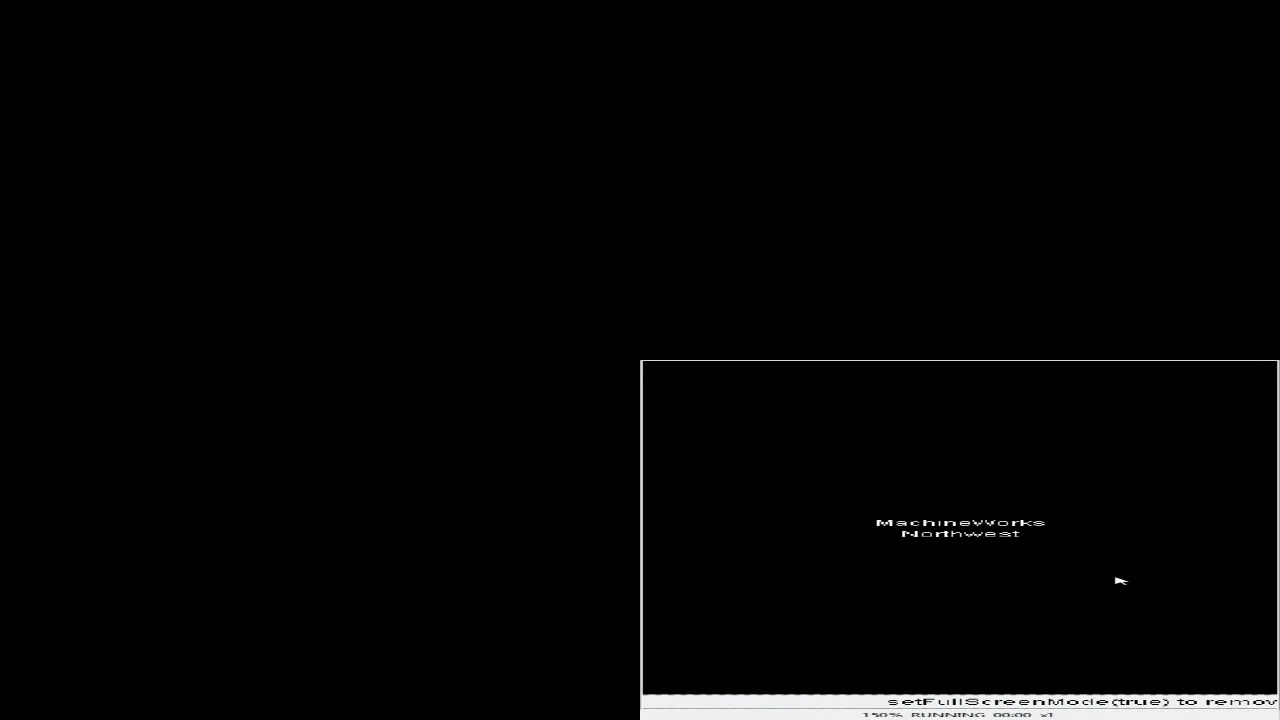 MachineWorks
Northwest
setFullScreenMode(true) to remov
150% RUNNING 00:00 x1